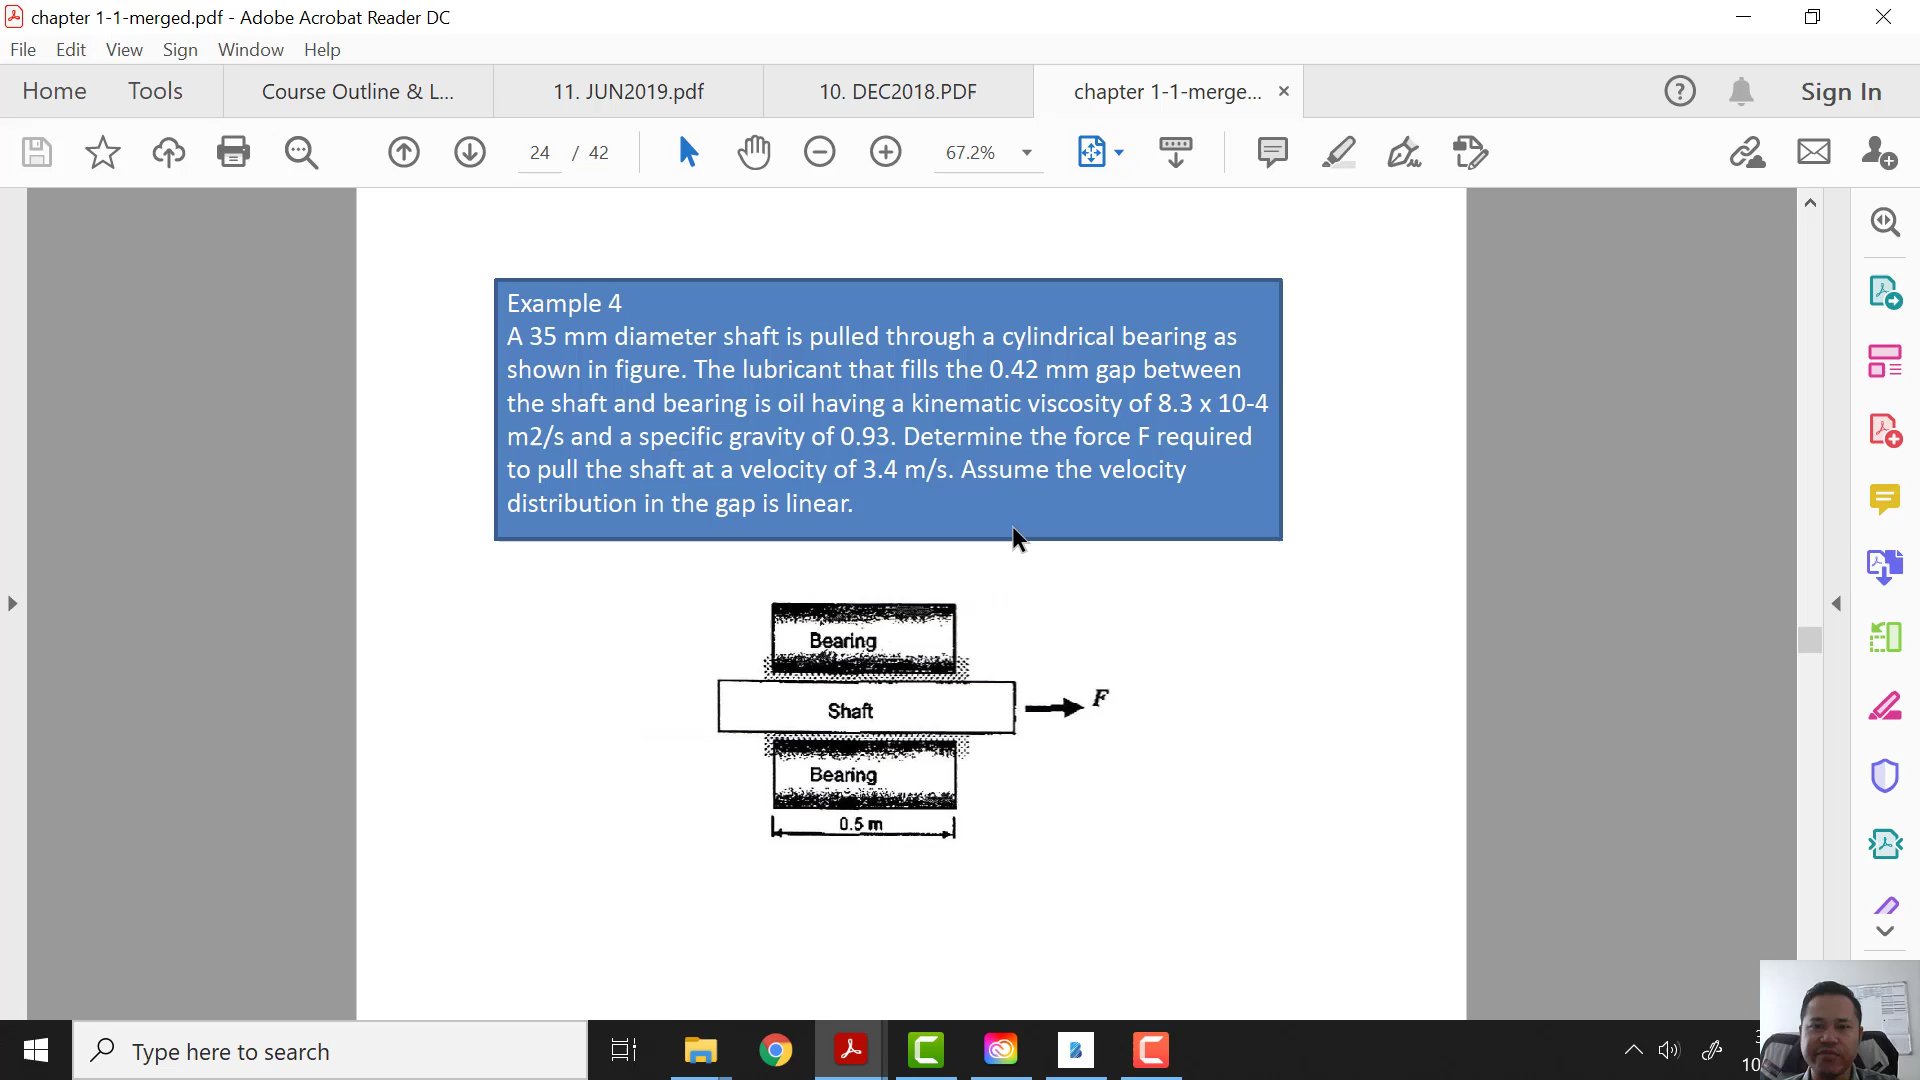 chapter 1-1-merged.pdf - Adobe Acrobat Reader DC
File Edit View Sign Window Help
Home Tools Course Outline & L... 11. JUN2019.pdf 10. DEC2018.PDF chapter 1-1-merge... Sign In
24 / 42 67.2%
Example 4
A 35 mm diameter shaft is pulled through a cylindrical bearing as
shown in figure. The lubricant that fills the 0.42 mm gap between
the shaft and bearing is oil having a kinematic viscosity of 8.3 x 10-4
m2/s and a specific gravity of 0.93. Determine the force F required
to pull the shaft at a velocity of 3.4 m/s. Assume the velocity
distribution in the gap is linear.
Bearing
F
Shaft
Bearing
0.5 m
Type here to search